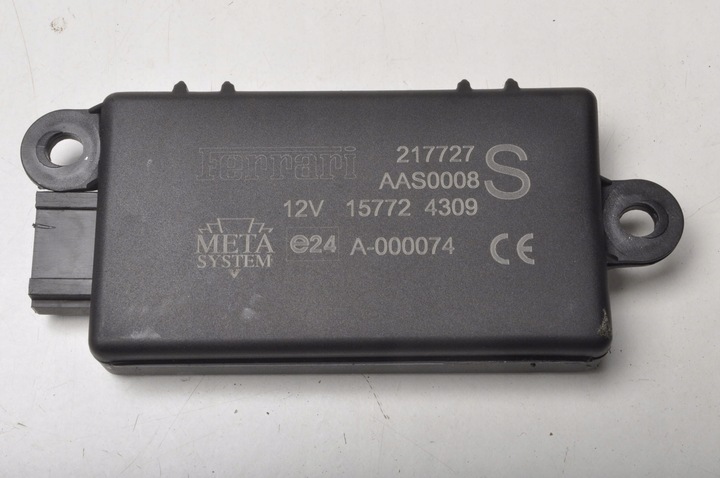 Ferrari 217727
AAS0008 S
12V 15772 4309
META SYSTEM e24 A-000074 CE